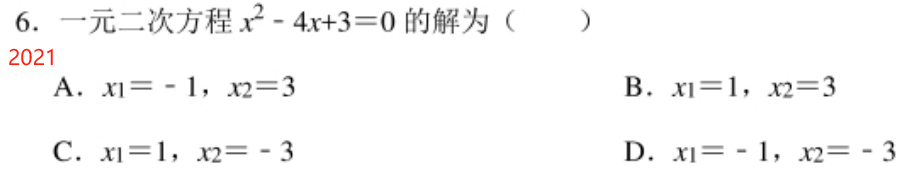 6. 一元二次方程 x² - 4x+3=0 的解为（　　）
2021
A. x1= - 1，x2=3　　B. x1=1，x2=3
C. x1=1，x2= - 3　　D. x1= - 1，x2= - 3